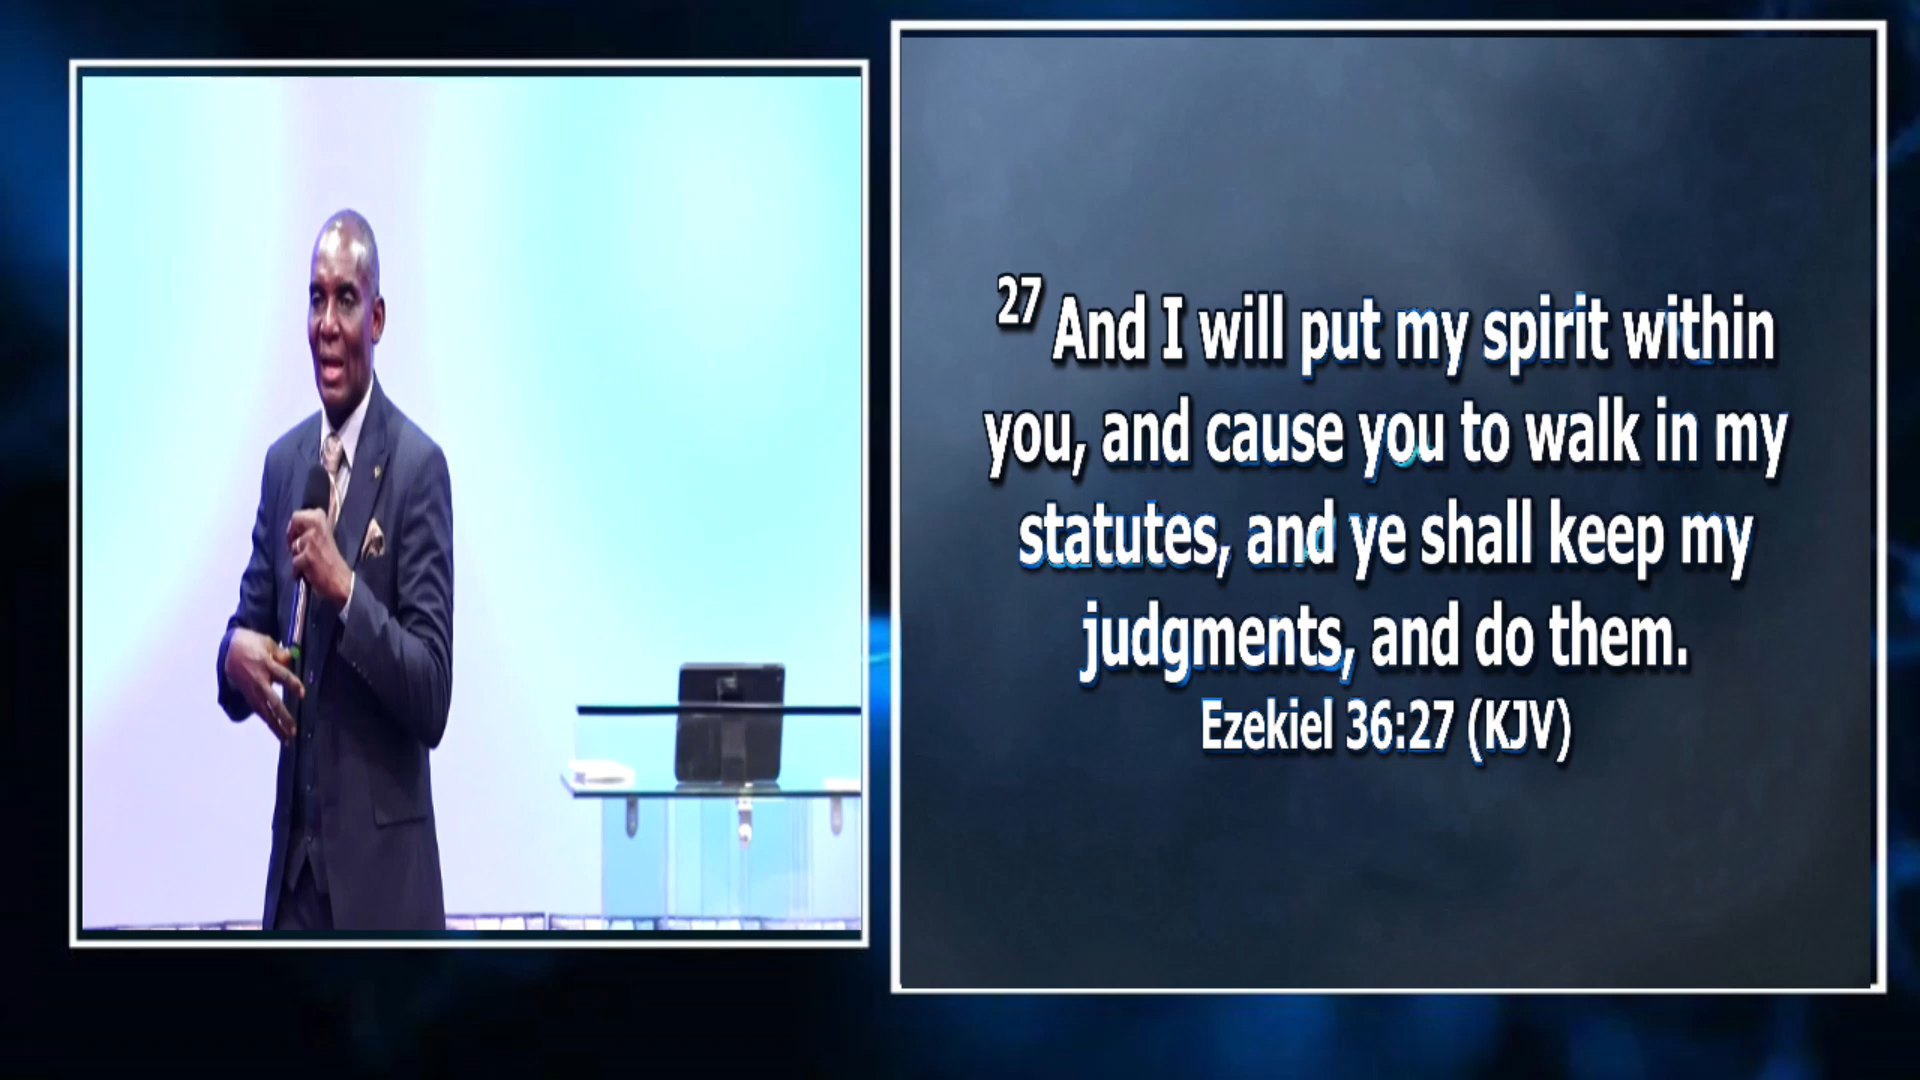 27 And I will put my spirit within
you, and cause you to walk in my
statutes, and ye shall keep my
judgments, and do them.
Ezekiel 36:27 (KJV)